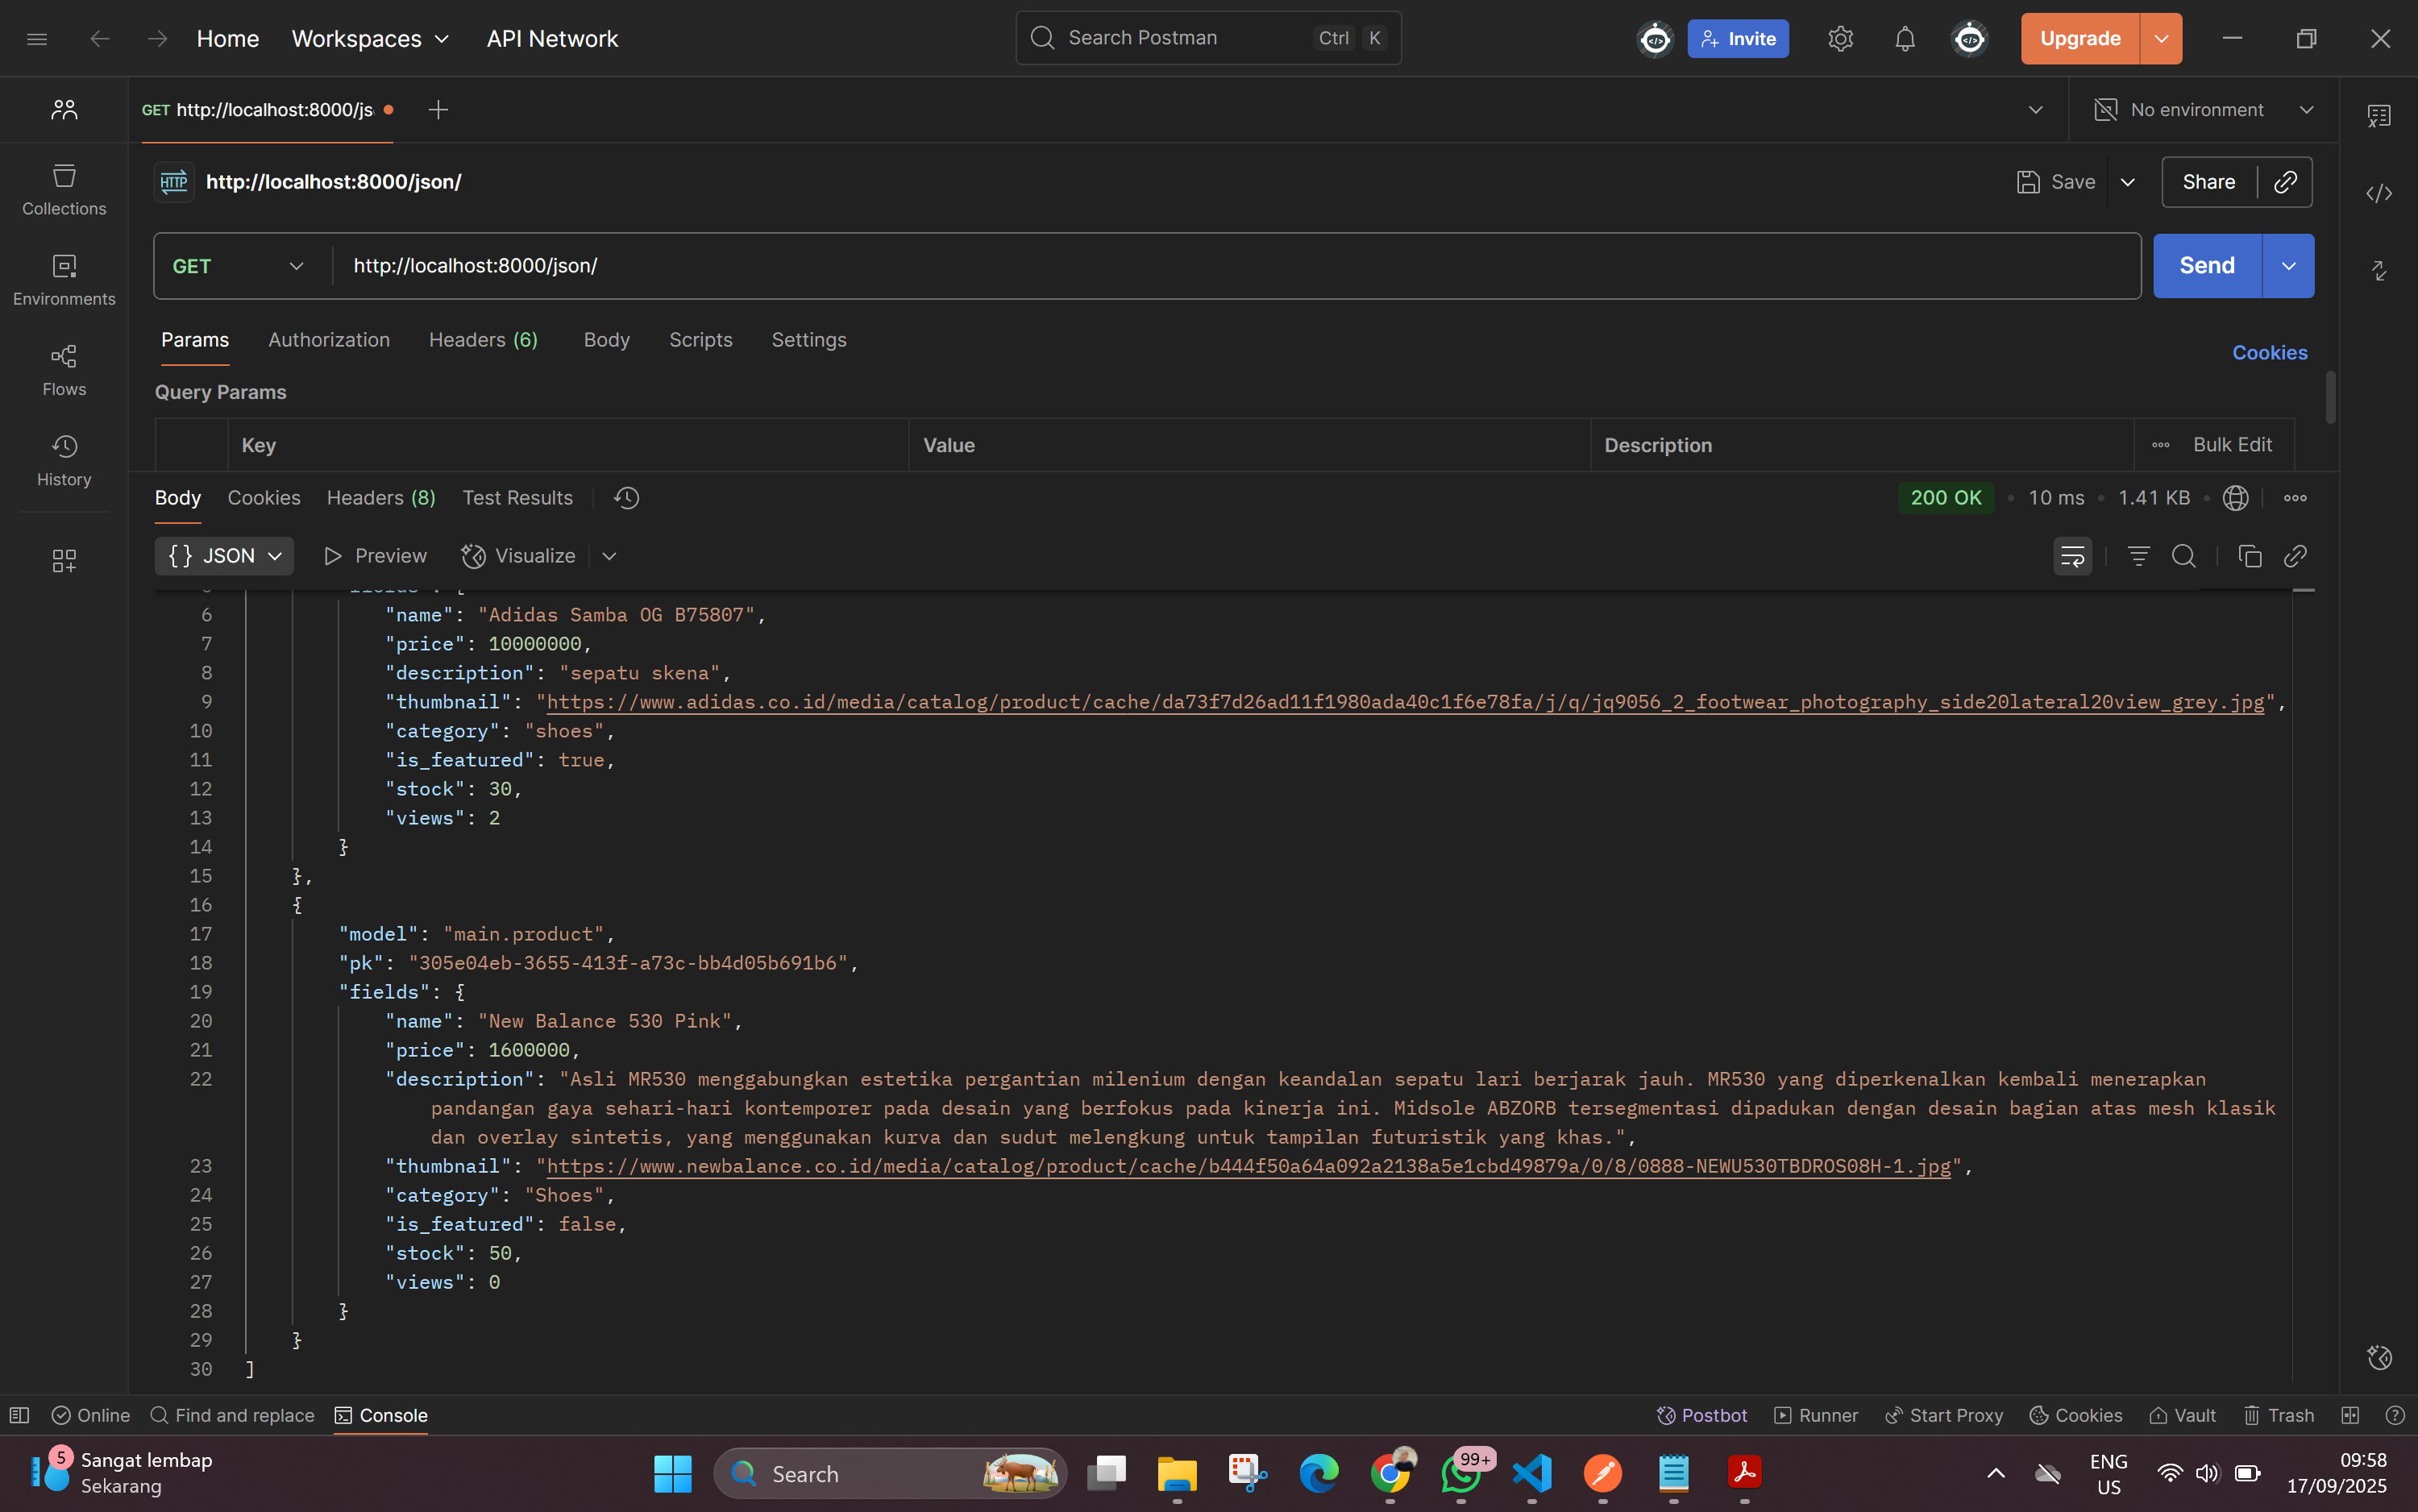 Home Workspaces API Network Search Postman Ctrl K Invite Upgrade
GET http://localhost:8000/js No environment
HTTP http://localhost:8000/json/ Save Share
GET http://localhost:8000/json/ Send
Params Authorization Headers (6) Body Scripts Settings Cookies
Query Params
Key Value Description Bulk Edit
Body Cookies Headers (8) Test Results 200 OK 10 ms 1.41 KB
{} JSON Preview Visualize
6 "name": "Adidas Samba OG B75807",
7 "price": 10000000,
8 "description": "sepatu skena",
9 "thumbnail": "https://www.adidas.co.id/media/catalog/product/cache/da73f7d26ad11f1980ada40c1f6e78fa/j/q/jq9056_2_footwear_photography_side20lateral20view_grey.jpg",
10 "category": "shoes",
11 "is_featured": true,
12 "stock": 30,
13 "views": 2
14 }
15 },
16 {
17 "model": "main.product",
18 "pk": "305e04eb-3655-413f-a73c-bb4d05b691b6",
19 "fields": {
20 "name": "New Balance 530 Pink",
21 "price": 1600000,
22 "description": "Asli MR530 menggabungkan estetika pergantian milenium dengan keandalan sepatu lari berjarak jauh. MR530 yang diperkenalkan kembali menerapkan
pandangan gaya sehari-hari kontemporer pada desain yang berfokus pada kinerja ini. Midsole ABZORB tersegmentasi dipadukan dengan desain bagian atas mesh klasik
dan overlay sintetis, yang menggunakan kurva dan sudut melengkung untuk tampilan futuristik yang khas.",
23 "thumbnail": "https://www.newbalance.co.id/media/catalog/product/cache/b444f50a64a092a2138a5e1cbd49879a/0/8/0888-NEWU530TBDROS08H-1.jpg",
24 "category": "Shoes",
25 "is_featured": false,
26 "stock": 50,
27 "views": 0
28 }
29 }
30 ]
Collections
Environments
Flows
History
Online Find and replace Console Postbot Runner Start Proxy Cookies Vault Trash
5 Sangat lembap
Sekarang
Search
99+
ENG
US
09:58
17/09/2025